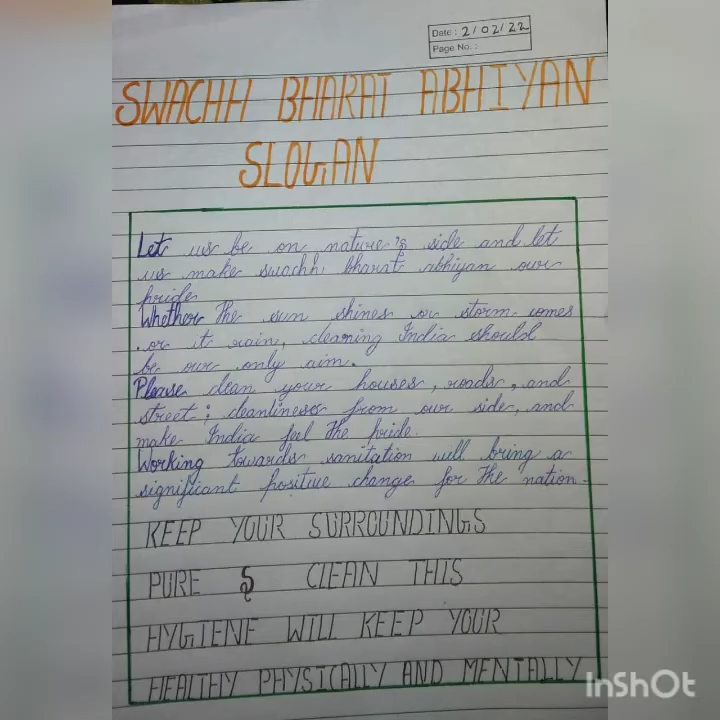 Date: 2/02/22
Page No.:
SWACHH BHARAT ABHIYAN
SLOGAN
Let us be on nature's side and let
us make swachh bharat abhiyan our
pride
Whether the sun shines or storm comes
or it rain, cleaning India should
be our only aim.
Please clean your houses, roads, and
street; cleanliness from our side, and
make India feel the pride.
Working towards sanitation will bring a
significant positive change for the nation.
KEEP YOUR SURROUNDINGS
PURE & CLEAN THIS
HYGIENE WILL KEEP YOUR
HEALTHY PHYSICALLY AND MENTALLY
InShOt